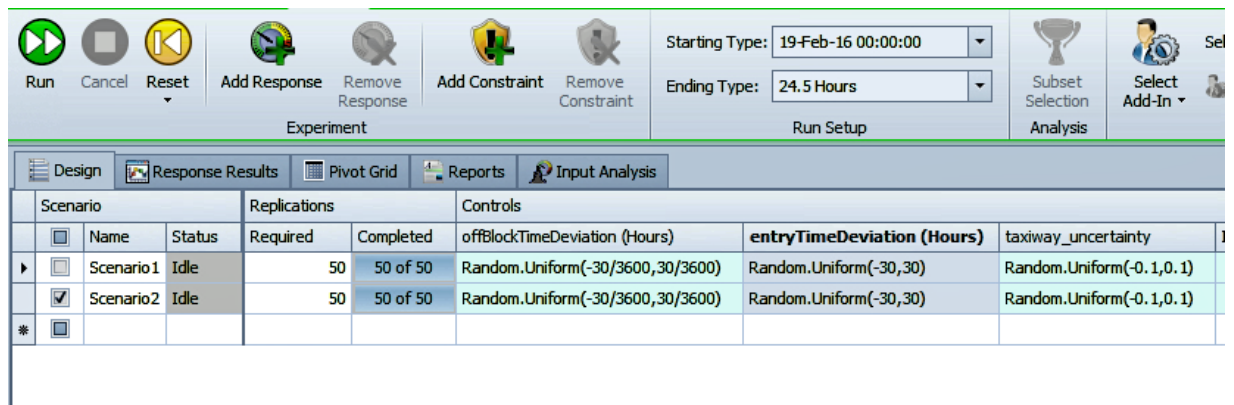 Run Cancel Reset Add Response Remove Response Add Constraint Remove Constraint Starting Type: 19-Feb-16 00:00:00 Subset Selection Select Add-In
Ending Type: 24.5 Hours
Experiment Run Setup Analysis
Design Response Results Pivot Grid Reports Input Analysis
Scenario Replications Controls
Name Status Required Completed offBlockTimeDeviation (Hours) entryTimeDeviation (Hours) taxiway_uncertainty
Scenario1 Idle 50 50 of 50 Random.Uniform(-30/3600,30/3600) Random.Uniform(-30,30) Random.Uniform(-0.1,0.1)
Scenario2 Idle 50 50 of 50 Random.Uniform(-30/3600,30/3600) Random.Uniform(-30,30) Random.Uniform(-0.1,0.1)